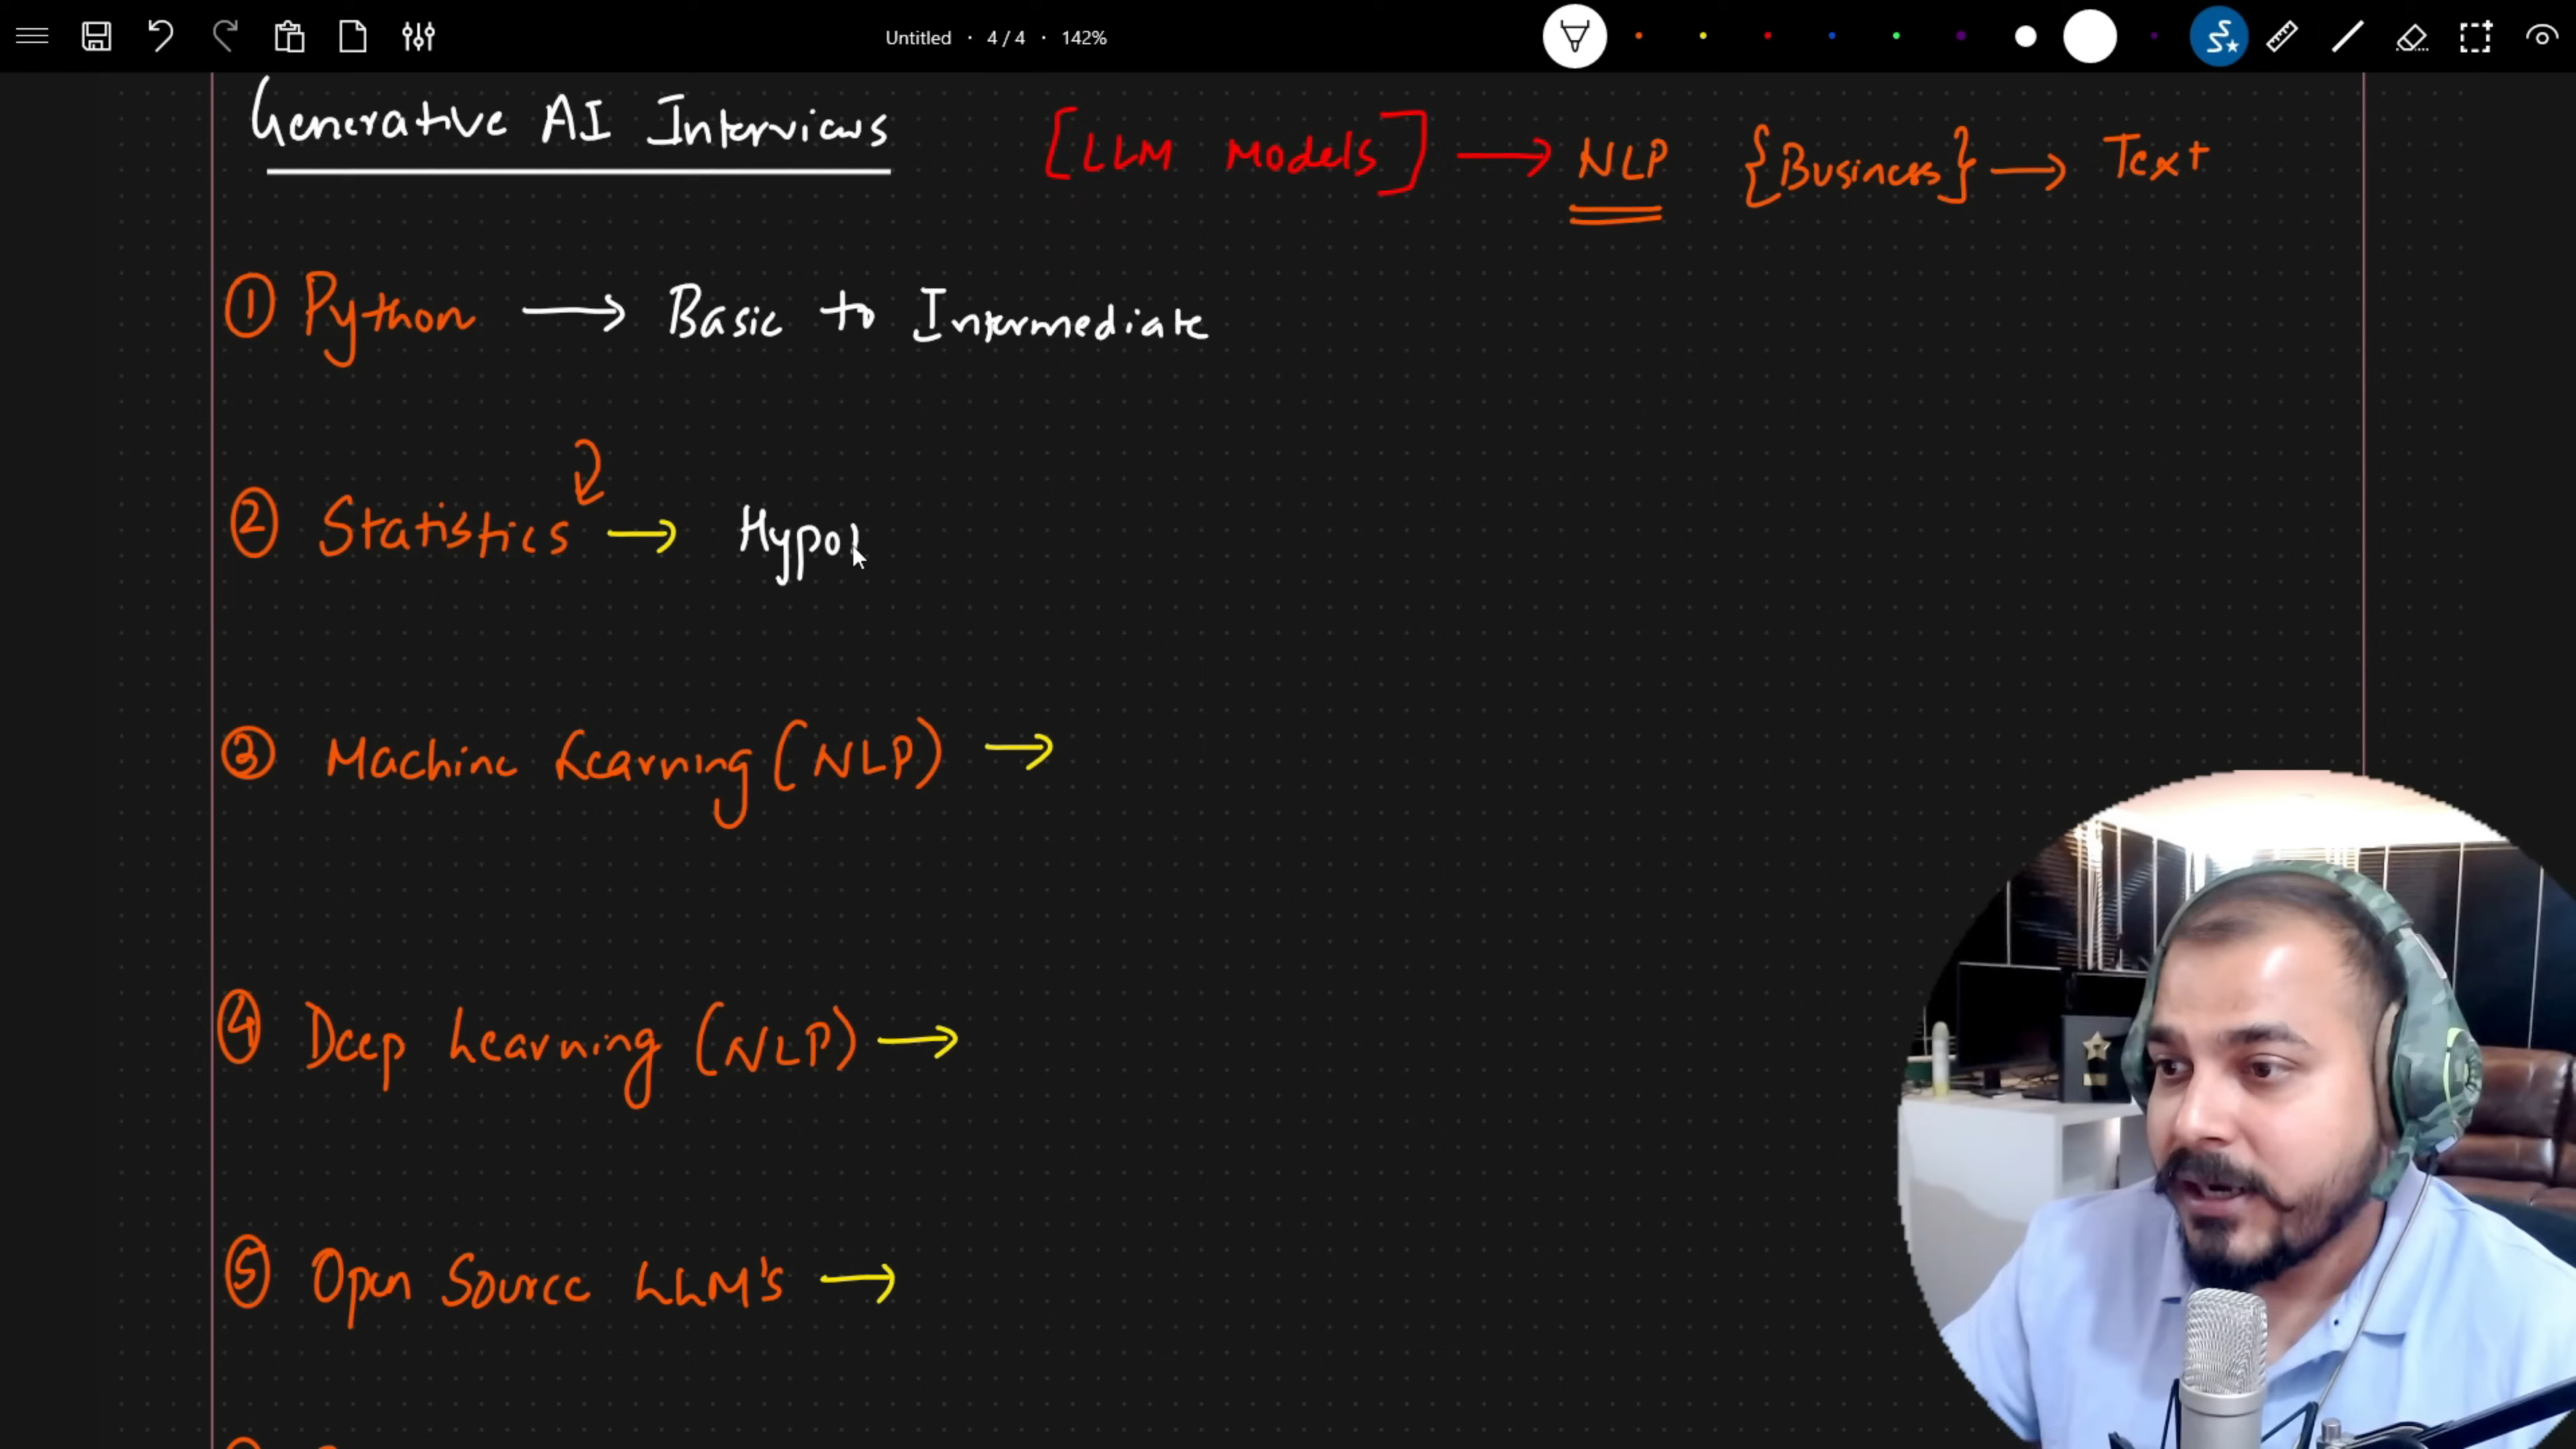 Untitled · 4 / 4 · 142%
Generative AI Interviews
[LLM Models] → NLP {Business} → Text
① Python → Basic to Intermediate
② Statistics → Hypo
③ Machine Learning (NLP) →
④ Deep Learning (NLP) →
⑤ Open Source LLM's →